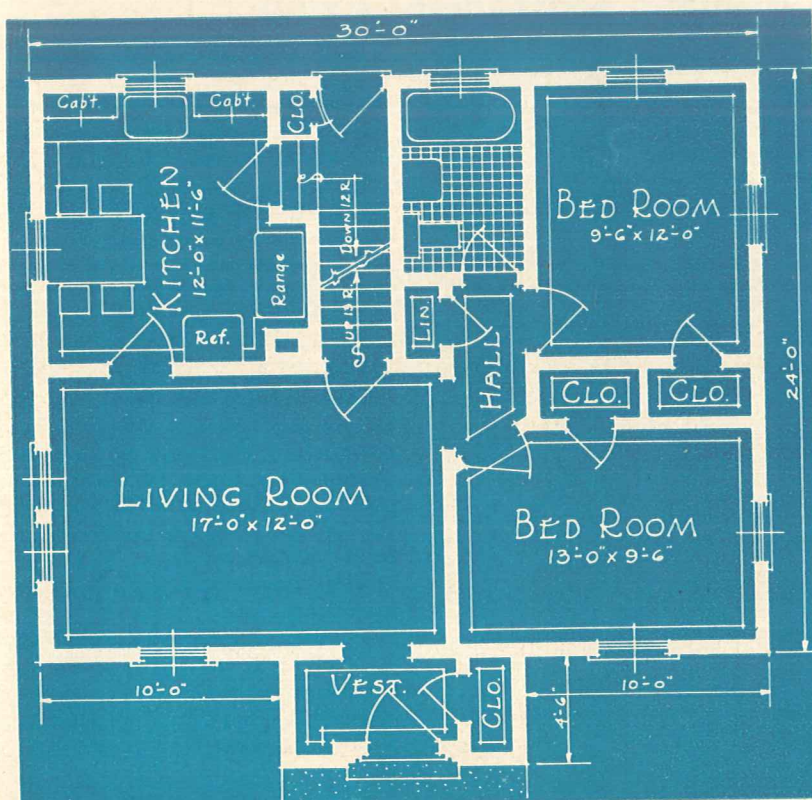 30'-0"
Cab't.
Cab't.
CLO.
KITCHEN
12'-0" x 11'-6"
Range
Ref.
DOWN 12 R.
UP 13 R.
LIN.
HALL
BED ROOM
9'-6" x 12'-0"
24'-0"
CLO.
CLO.
LIVING ROOM
17'-0" x 12'-0"
BED ROOM
13'-0" x 9'-6"
10'-0"
VEST.
CLO.
4'-6"
10'-0"